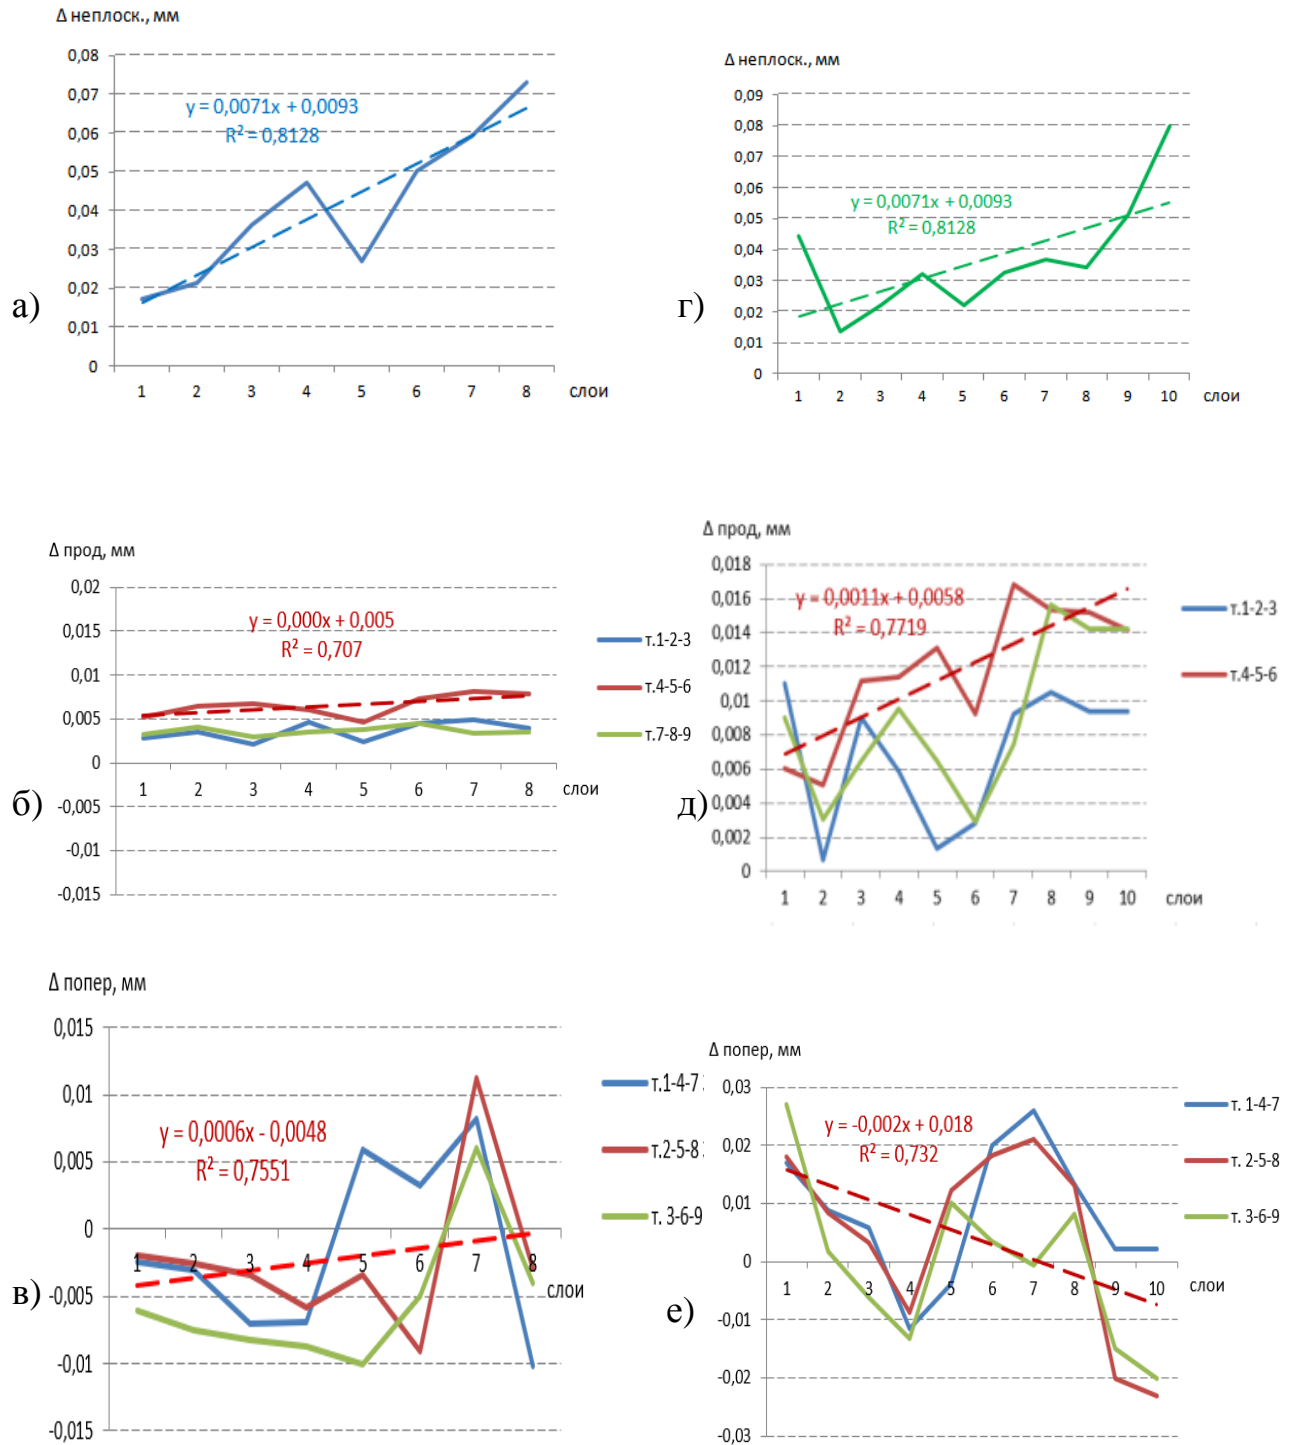 Δ неплоск., мм
0,08
0,07
0,06
0,05
0,04
0,03
0,02
0,01
0
y = 0,0071x + 0,0093
R² = 0,8128
1 2 3 4 5 6 7 8 слои
а)
Δ неплоск., мм
0,09
0,08
0,07
0,06
0,05
0,04
0,03
0,02
0,01
0
y = 0,0071x + 0,0093
R² = 0,8128
1 2 3 4 5 6 7 8 9 10 слои
г)
Δ прод, мм
0,02
0,015
0,01
0,005
0
-0,005
-0,01
-0,015
y = 0,000x + 0,005
R² = 0,707
1 2 3 4 5 6 7 8 слои
т.1-2-3
т.4-5-6
т.7-8-9
б)
Δ прод, мм
0,018
0,016
0,014
0,012
0,01
0,008
0,006
0,004
0,002
0
y = 0,0011x + 0,0058
R² = 0,7719
1 2 3 4 5 6 7 8 9 10 слои
т.1-2-3
т.4-5-6
д)
Δ попер, мм
0,015
0,01
0,005
0
-0,005
-0,01
-0,015
y = 0,0006x - 0,0048
R² = 0,7551
1 2 3 4 5 6 7 8 слои
т.1-4-7
т.2-5-8
т. 3-6-9
в)
Δ попер, мм
0,03
0,02
0,01
0
-0,01
-0,02
-0,03
y = -0,002x + 0,018
R² = 0,732
1 2 3 4 5 6 7 8 9 10 слои
т. 1-4-7
т. 2-5-8
т. 3-6-9
е)